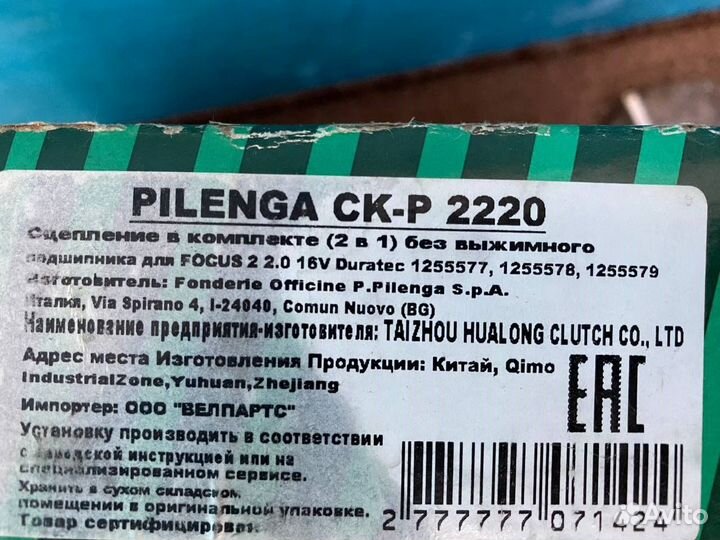 PILENGA CK-P 2220
Сцепление в комплекте (2 в 1) без выжимного
подшипника для FOCUS 2 2.0 16V Duratec 1255577, 1255578, 1255579
Изготовитель: Fonderie Officine P.Pilenga S.p.A.
Италия, Via Spirano 4, I-24040, Comun Nuovo (BG)
Наименование предприятия-изготовителя: TAIZHOU HUALONG CLUTCH CO., LTD
Адрес места Изготовления Продукции: Китай, Qimo
IndustrialZone,Yuhuan,Zhejiang
EAC
Импортер: ООО "ВЕЛПАРТС"
Установку производить в соответствии
с заводской инструкцией или на
специализированном сервисе.
Хранить в сухом складском
помещении в оригинальной упаковке.
Товар сертифицирован.
2 777777 071424
Avito